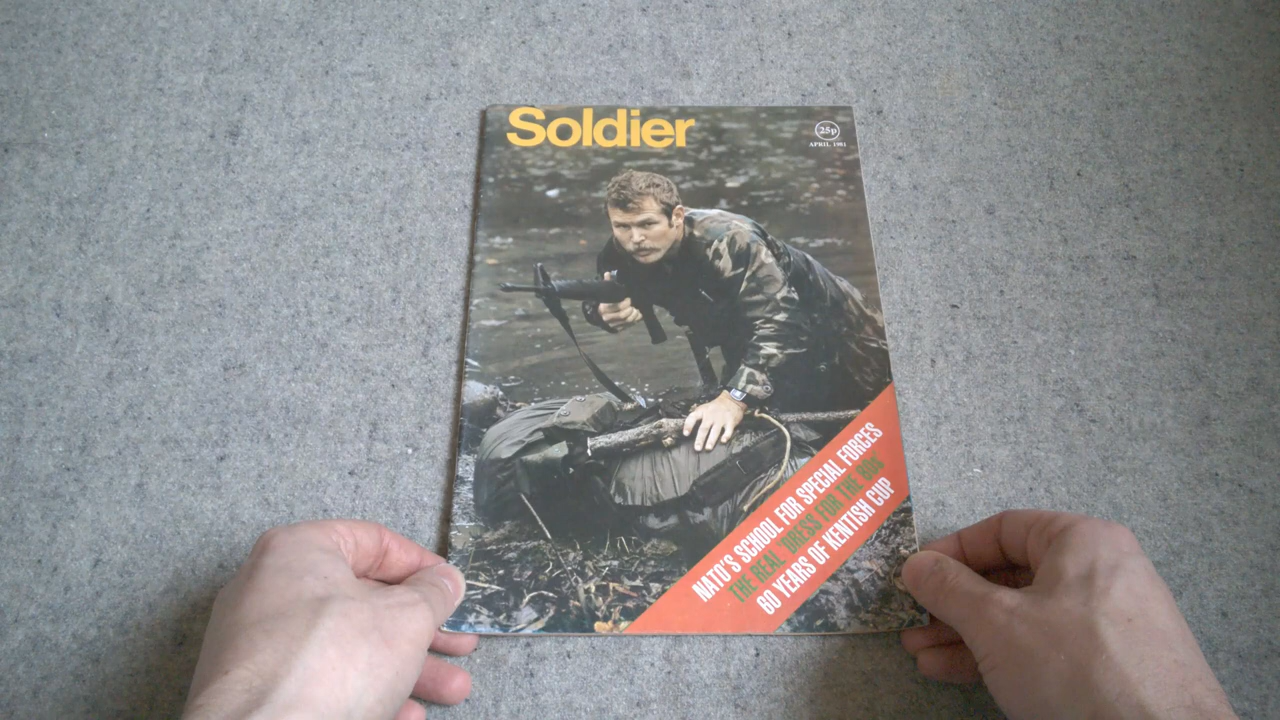 Soldier
25p
APRIL 1981
NATO'S SCHOOL FOR SPECIAL FORCES
THE REAL 'DRESS FOR THE 80s'
60 YEARS OF KENTISH CUP